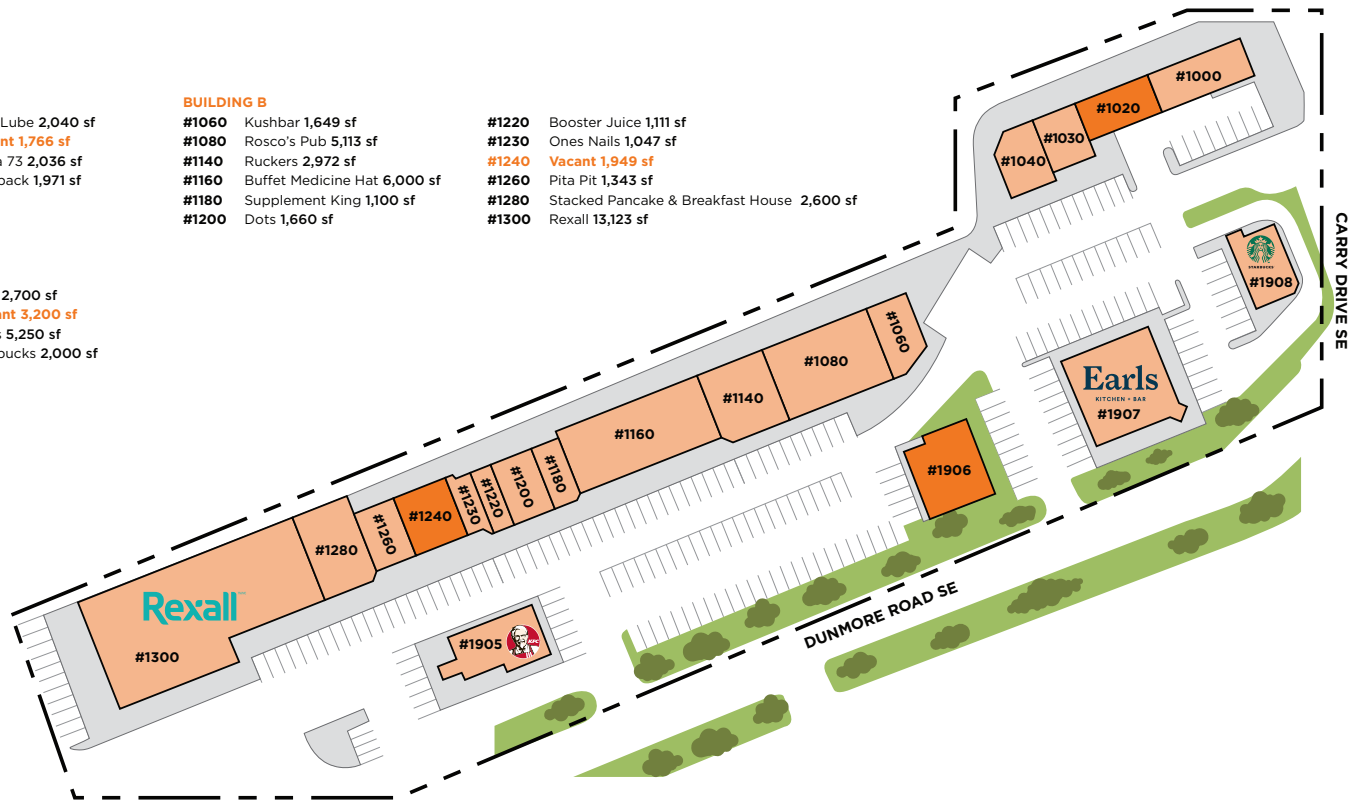 Lube 2,040 sf
nt 1,766 sf
a 73 2,036 sf
back 1,971 sf
2,700 sf
ant 3,200 sf
s 5,250 sf
bucks 2,000 sf
BUILDING B
#1060 Kushbar 1,649 sf
#1080 Rosco's Pub 5,113 sf
#1140 Ruckers 2,972 sf
#1160 Buffet Medicine Hat 6,000 sf
#1180 Supplement King 1,100 sf
#1200 Dots 1,660 sf
#1220 Booster Juice 1,111 sf
#1230 Ones Nails 1,047 sf
#1240 Vacant 1,949 sf
#1260 Pita Pit 1,343 sf
#1280 Stacked Pancake & Breakfast House 2,600 sf
#1300 Rexall 13,123 sf
#1000
#1020
#1030
#1040
STARBUCKS
#1908
CARRY DRIVE SE
#1060
#1080
#1140
#1160
#1180
#1200
#1220
#1230
#1240
#1260
#1280
Rexall
#1300
Earls
KITCHEN + BAR
#1907
#1906
#1905
KFC
DUNMORE ROAD SE